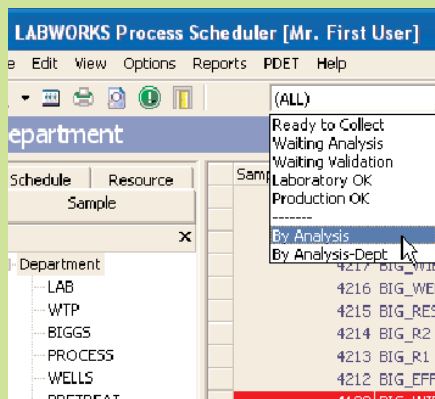 LABWORKS Process Scheduler [Mr. First User]
e Edit View Options Reports PDET Help
(ALL)
epartment
Ready to Collect
Waiting Analysis
Waiting Validation
Laboratory OK
Production OK
-------
By Analysis
By Analysis-Dept
Schedule Resource
Sample
Samp
x
Department
LAB
WTP
BIGGS
PROCESS
WELLS
4217
4216 BIG_WE
4215 BIG_RES
4214 BIG_R2
4213 BIG_R1
4212 BIG_EFF